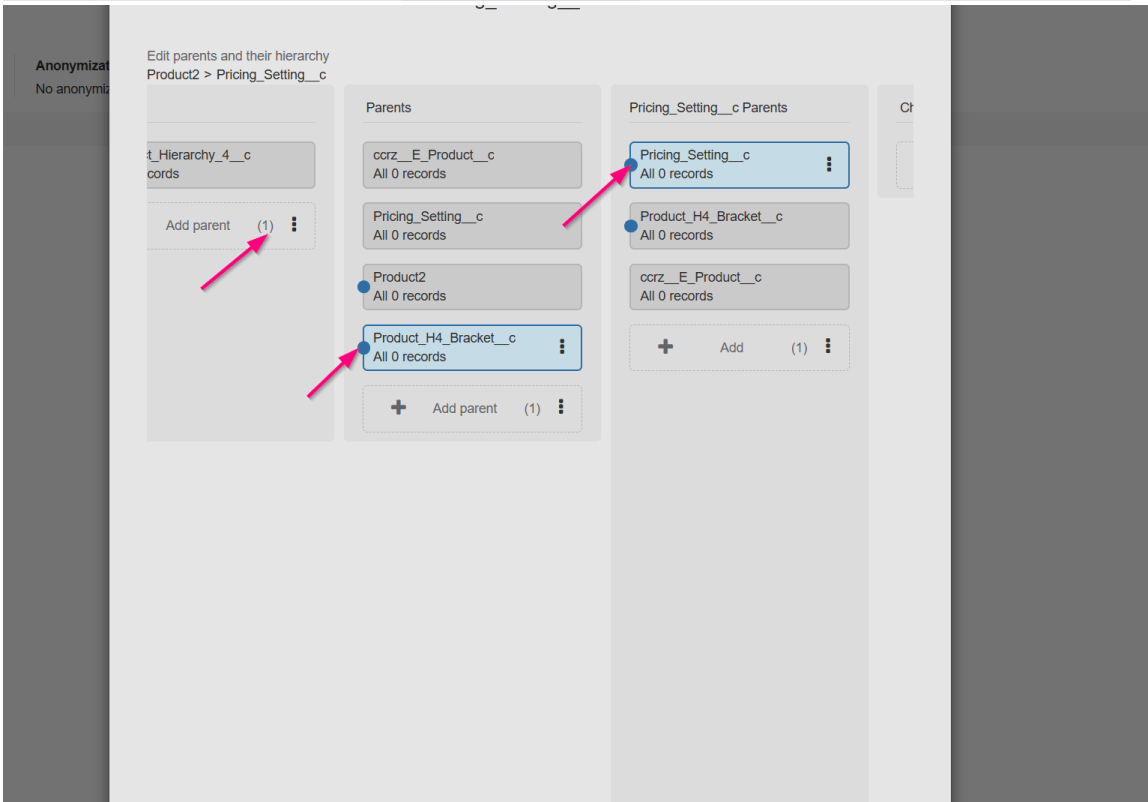 Edit parents and their hierarchy
Product2 > Pricing_Setting__c
Anonymizat
No anonymiz
t_Hierarchy_4__c
cords
Add parent (1)
Parents
ccrz__E_Product__c
All 0 records
Pricing_Setting__c
All 0 records
Product2
All 0 records
Product_H4_Bracket__c
All 0 records
Add parent (1)
Pricing_Setting__c Parents
Pricing_Setting__c
All 0 records
Product_H4_Bracket__c
All 0 records
ccrz__E_Product__c
All 0 records
Add (1)
Ch